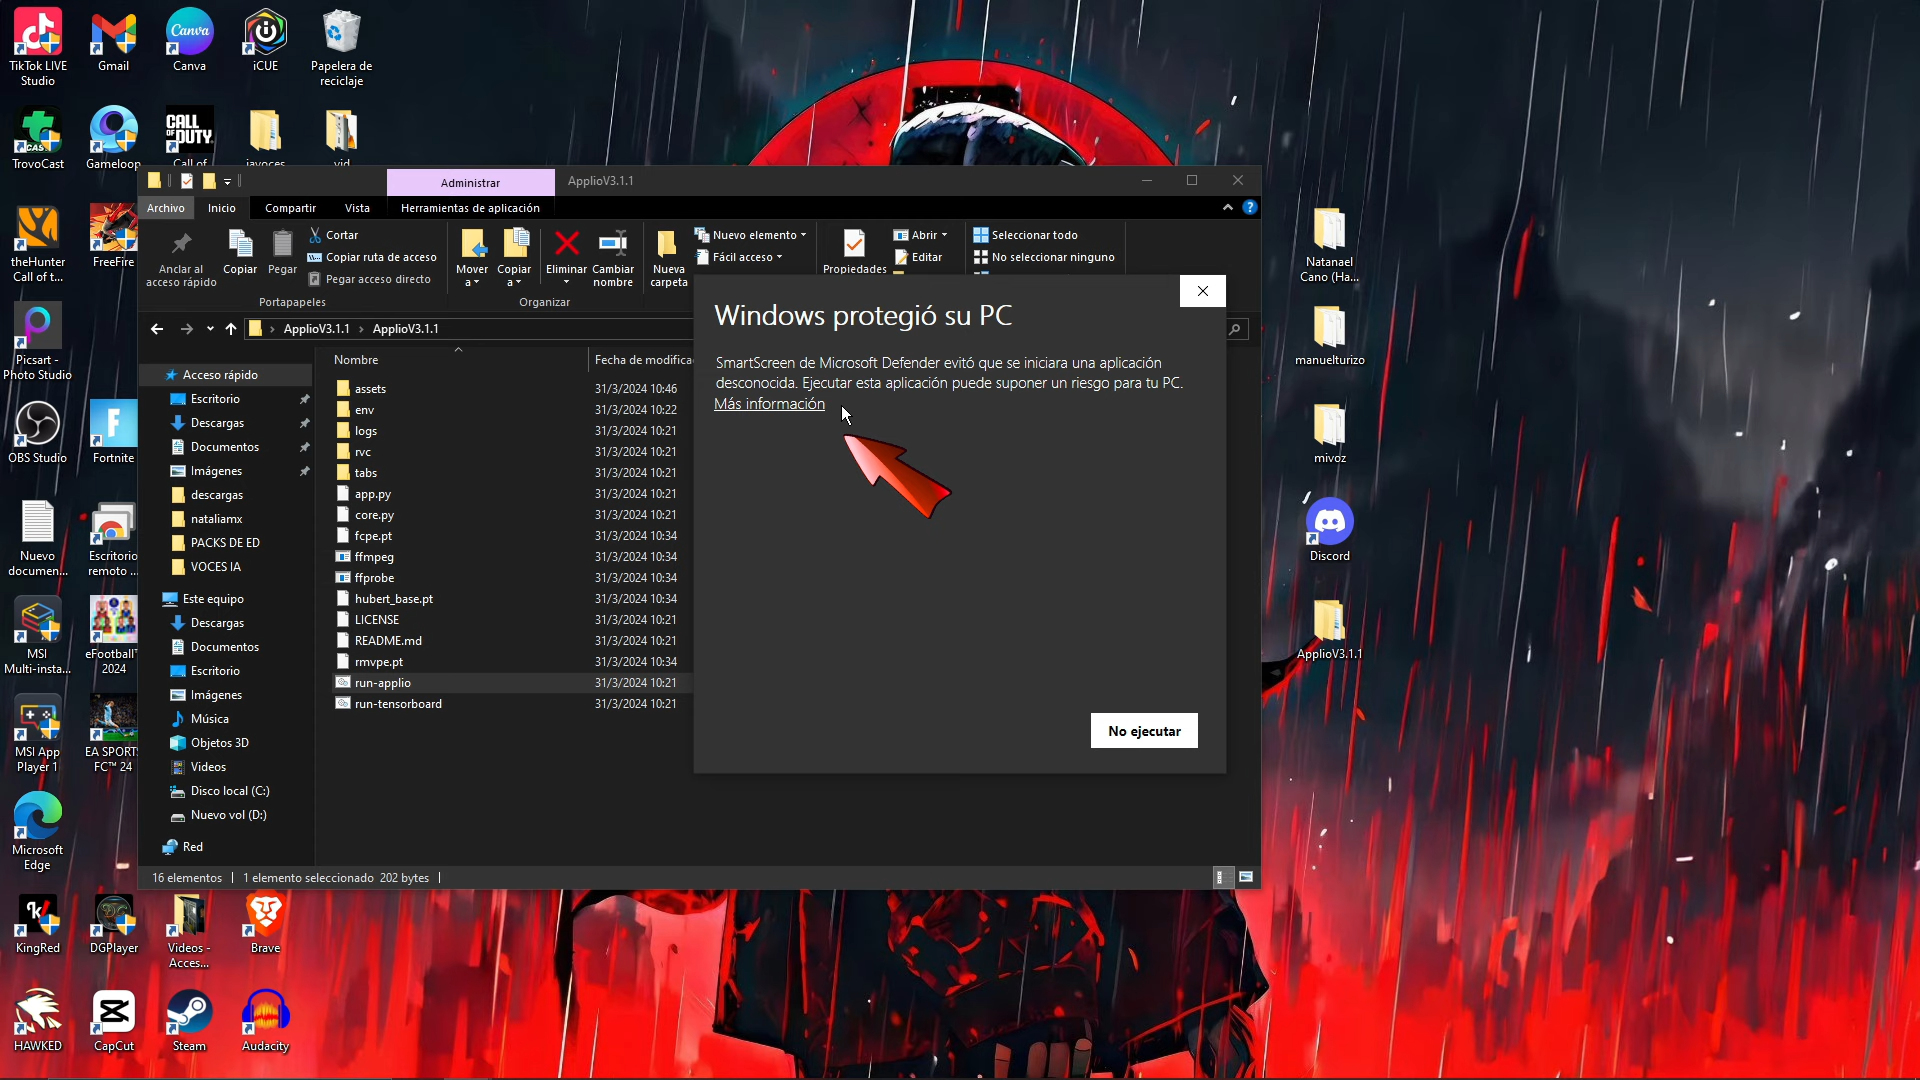 TikTok LIVE
Studio
Gmail
Canva
Canva
iCUE
Papelera de
reciclaje
CAST
TrovoCast
Gameloop
CALL
OF DUTY
Call of
iavoces
vid
theHunter
Call of t...
FreeFire
Picsart -
Photo Studio
OBS Studio
Fortnite
Nuevo
documen...
Escritorio
remoto ...
MSI
Multi-insta...
eFootball™
2024
MSI App
Player 1
EA SPORTS
FC™ 24
Microsoft
Edge
KingRed
DGPlayer
Videos -
Acces...
Brave
HAWKED
CapCut
Steam
Audacity
Administrar
ApplioV3.1.1
Archivo
Inicio
Compartir
Vista
Herramientas de aplicación
Anclar al
acceso rápido
Copiar
Pegar
Cortar
Copiar ruta de acceso
Pegar acceso directo
Portapapeles
Mover
a
Copiar
a
Eliminar
Cambiar
nombre
Organizar
Nueva
carpeta
Nuevo elemento
Fácil acceso
Propiedades
Abrir
Editar
Seleccionar todo
No seleccionar ninguno
ApplioV3.1.1 > ApplioV3.1.1
Acceso rápido
Escritorio
Descargas
Documentos
Imágenes
descargas
nataliamx
PACKS DE ED
VOCES IA
Este equipo
Descargas
Documentos
Escritorio
Imágenes
Música
Objetos 3D
Videos
Disco local (C:)
Nuevo vol (D:)
Red
Nombre
Fecha de modifica
assets 31/3/2024 10:46
env 31/3/2024 10:22
logs 31/3/2024 10:21
rvc 31/3/2024 10:21
tabs 31/3/2024 10:21
app.py 31/3/2024 10:21
core.py 31/3/2024 10:21
fcpe.pt 31/3/2024 10:34
ffmpeg 31/3/2024 10:34
ffprobe 31/3/2024 10:34
hubert_base.pt 31/3/2024 10:34
LICENSE 31/3/2024 10:21
README.md 31/3/2024 10:21
rmvpe.pt 31/3/2024 10:34
run-applio 31/3/2024 10:21
run-tensorboard 31/3/2024 10:21
16 elementos
1 elemento seleccionado 202 bytes
Windows protegió su PC
SmartScreen de Microsoft Defender evitó que se iniciara una aplicación
desconocida. Ejecutar esta aplicación puede suponer un riesgo para tu PC.
Más información
No ejecutar
Natanael
Cano (Ha...
manuelturizo
mivoz
Discord
ApplioV3.1.1